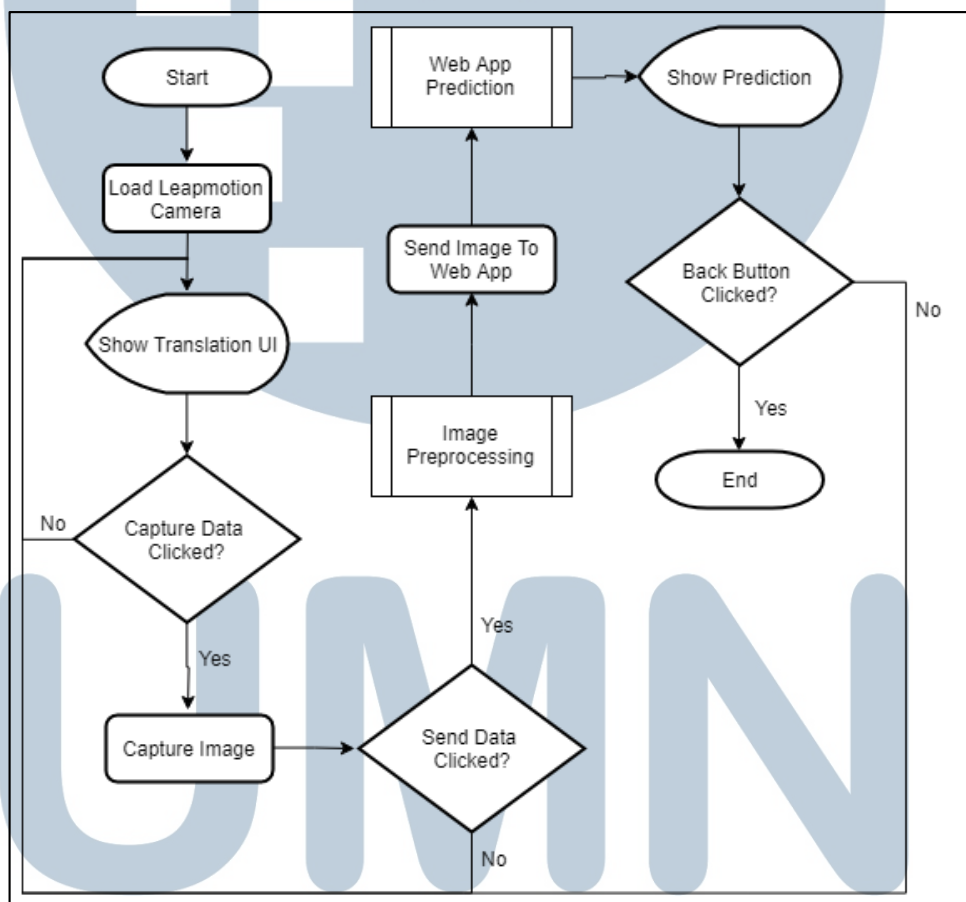 Start
Load Leapmotion
Camera
Show Translation UI
Capture Data
Clicked?
No
Yes
Capture Image
Send Data
Clicked?
No
Yes
Image
Preprocessing
Send Image To
Web App
Web App
Prediction
Show Prediction
Back Button
Clicked?
No
Yes
End
UMN